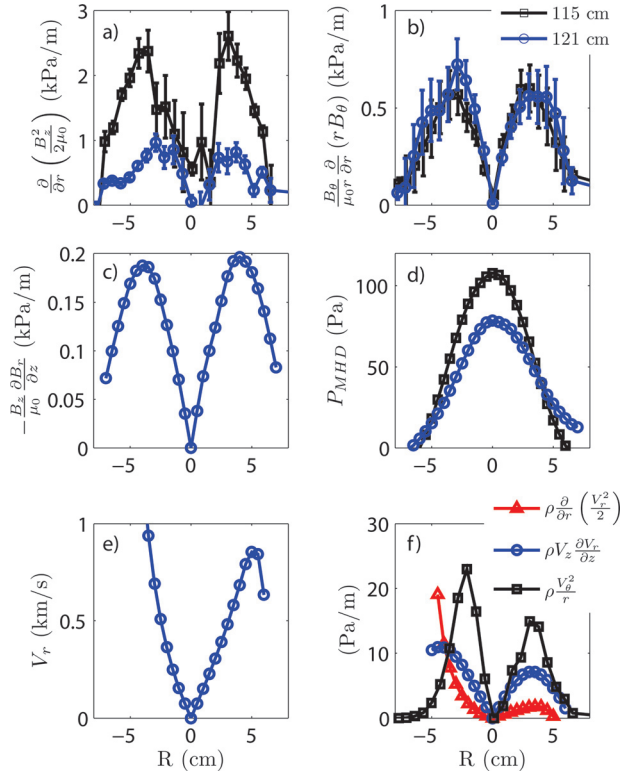 115 cm
121 cm
a)
∂/∂r (B_z^2/2μ_0) (kPa/m)
3
2
1
0
−5 0 5
b)
B_θ/μ_0 r ∂/∂r (rB_θ) (kPa/m)
1
0.5
0
−5 0 5
c)
−B_z/μ_0 ∂B_r/∂z (kPa/m)
0.2
0.15
0.1
0.05
0
−5 0 5
d)
P_MHD (Pa)
100
50
0
−5 0 5
e)
V_r (km/s)
1
0.5
0
−5 0 5
R (cm)
ρ ∂/∂r (V_r^2/2)
ρV_z ∂V_r/∂z
ρ V_θ^2/r
f)
(Pa/m)
30
20
10
0
−5 0 5
R (cm)